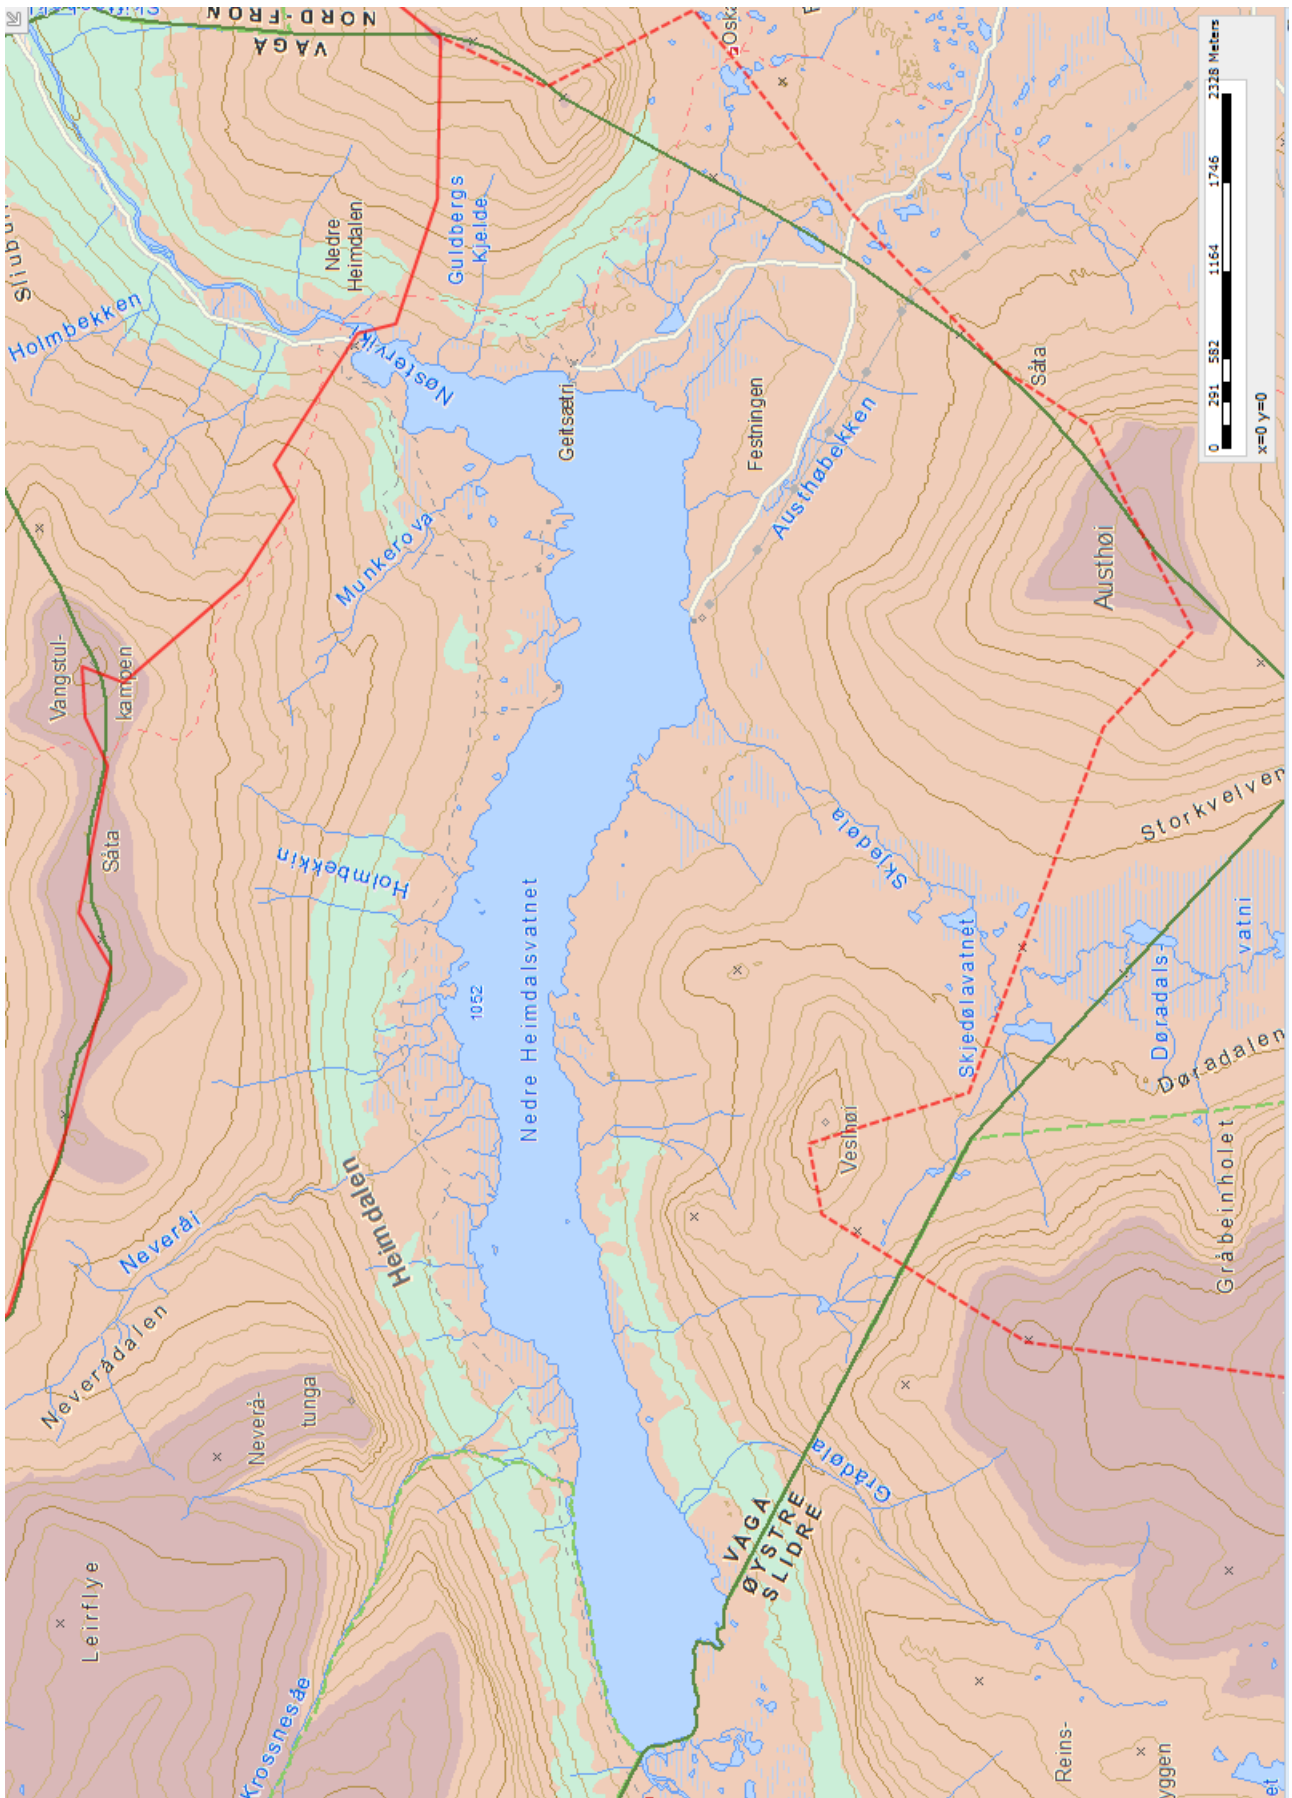 NORD-FRON
VAGA
Holmbekken
Nedre
Heimdalen
Guldbergs
Kjelde
Nøstervikj
Geitsætri
Festningen
Austhøbekken
Såta
Austhøi
Munkerova
Vangstul-
kampen
Såta
Holmbekkin
1052
Nedre Heimdalsvatnet
Skjedøla
Skjedølavatnet
Storkvelven
Døradals-
vatni
Døradalen
Gråbeinholet
Veslhøi
Heimdalen
Neveråi
Neverådalen
Neverå-
tunga
Leirflye
Krossnesåe
Grådøla
VAGA
ØYSTRE
SLIDRE
Reins-
0 291 582 1164 1746 2328 Meters
x=0 y=0